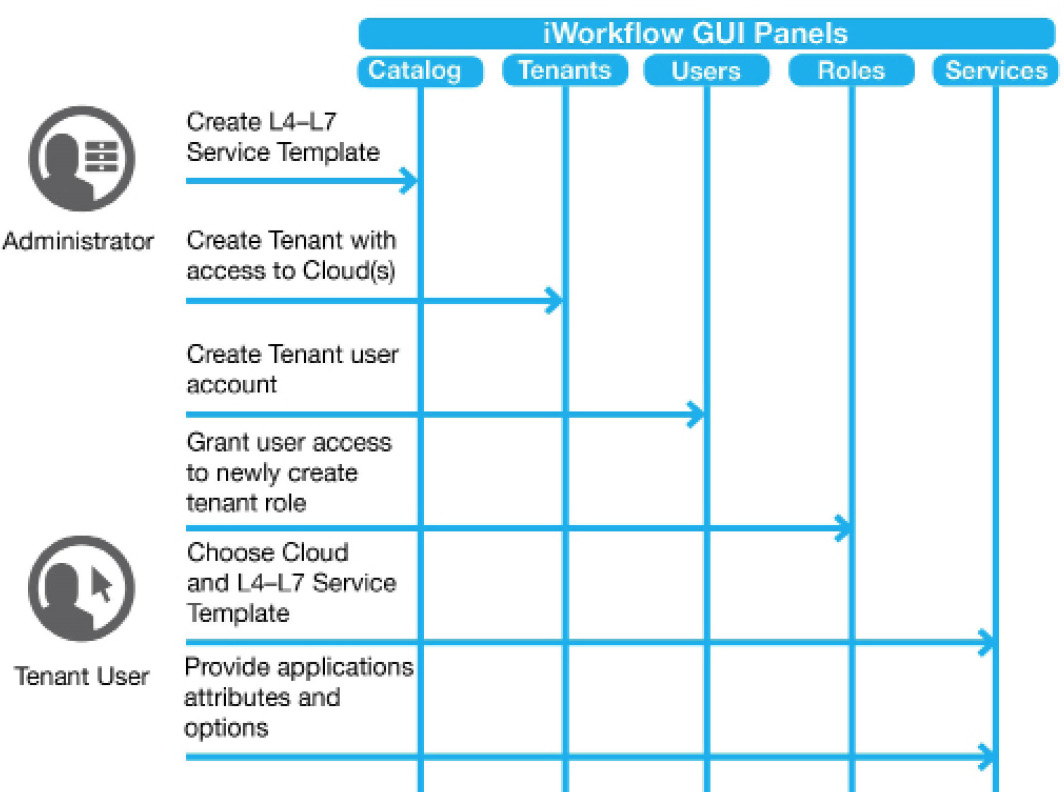 iWorkflow GUI Panels
Catalog Tenants Users Roles Services
Create L4–L7
Service Template
Administrator
Create Tenant with
access to Cloud(s)
Create Tenant user
account
Grant user access
to newly create
tenant role
Choose Cloud
and L4–L7 Service
Template
Tenant User
Provide applications
attributes and
options